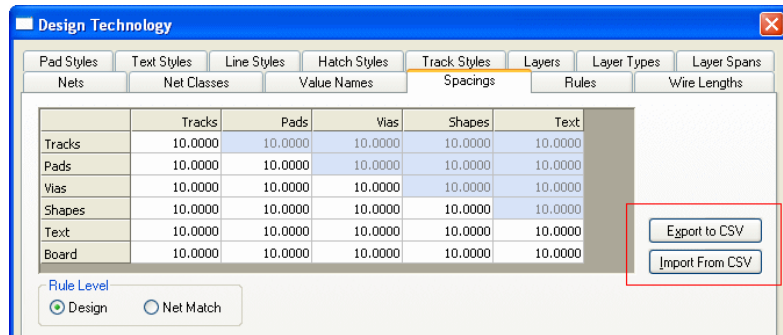 Design Technology
Pad Styles Text Styles Line Styles Hatch Styles Track Styles Layers Layer Types Layer Spans
Nets Net Classes Value Names Spacings Rules Wire Lengths
Tracks Pads Vias Shapes Text
Tracks 10.0000 10.0000 10.0000 10.0000 10.0000
Pads 10.0000 10.0000 10.0000 10.0000 10.0000
Vias 10.0000 10.0000 10.0000 10.0000 10.0000
Shapes 10.0000 10.0000 10.0000 10.0000 10.0000
Text 10.0000 10.0000 10.0000 10.0000 10.0000
Board 10.0000 10.0000 10.0000 10.0000 10.0000
Export to CSV
Import From CSV
Rule Level
Design Net Match